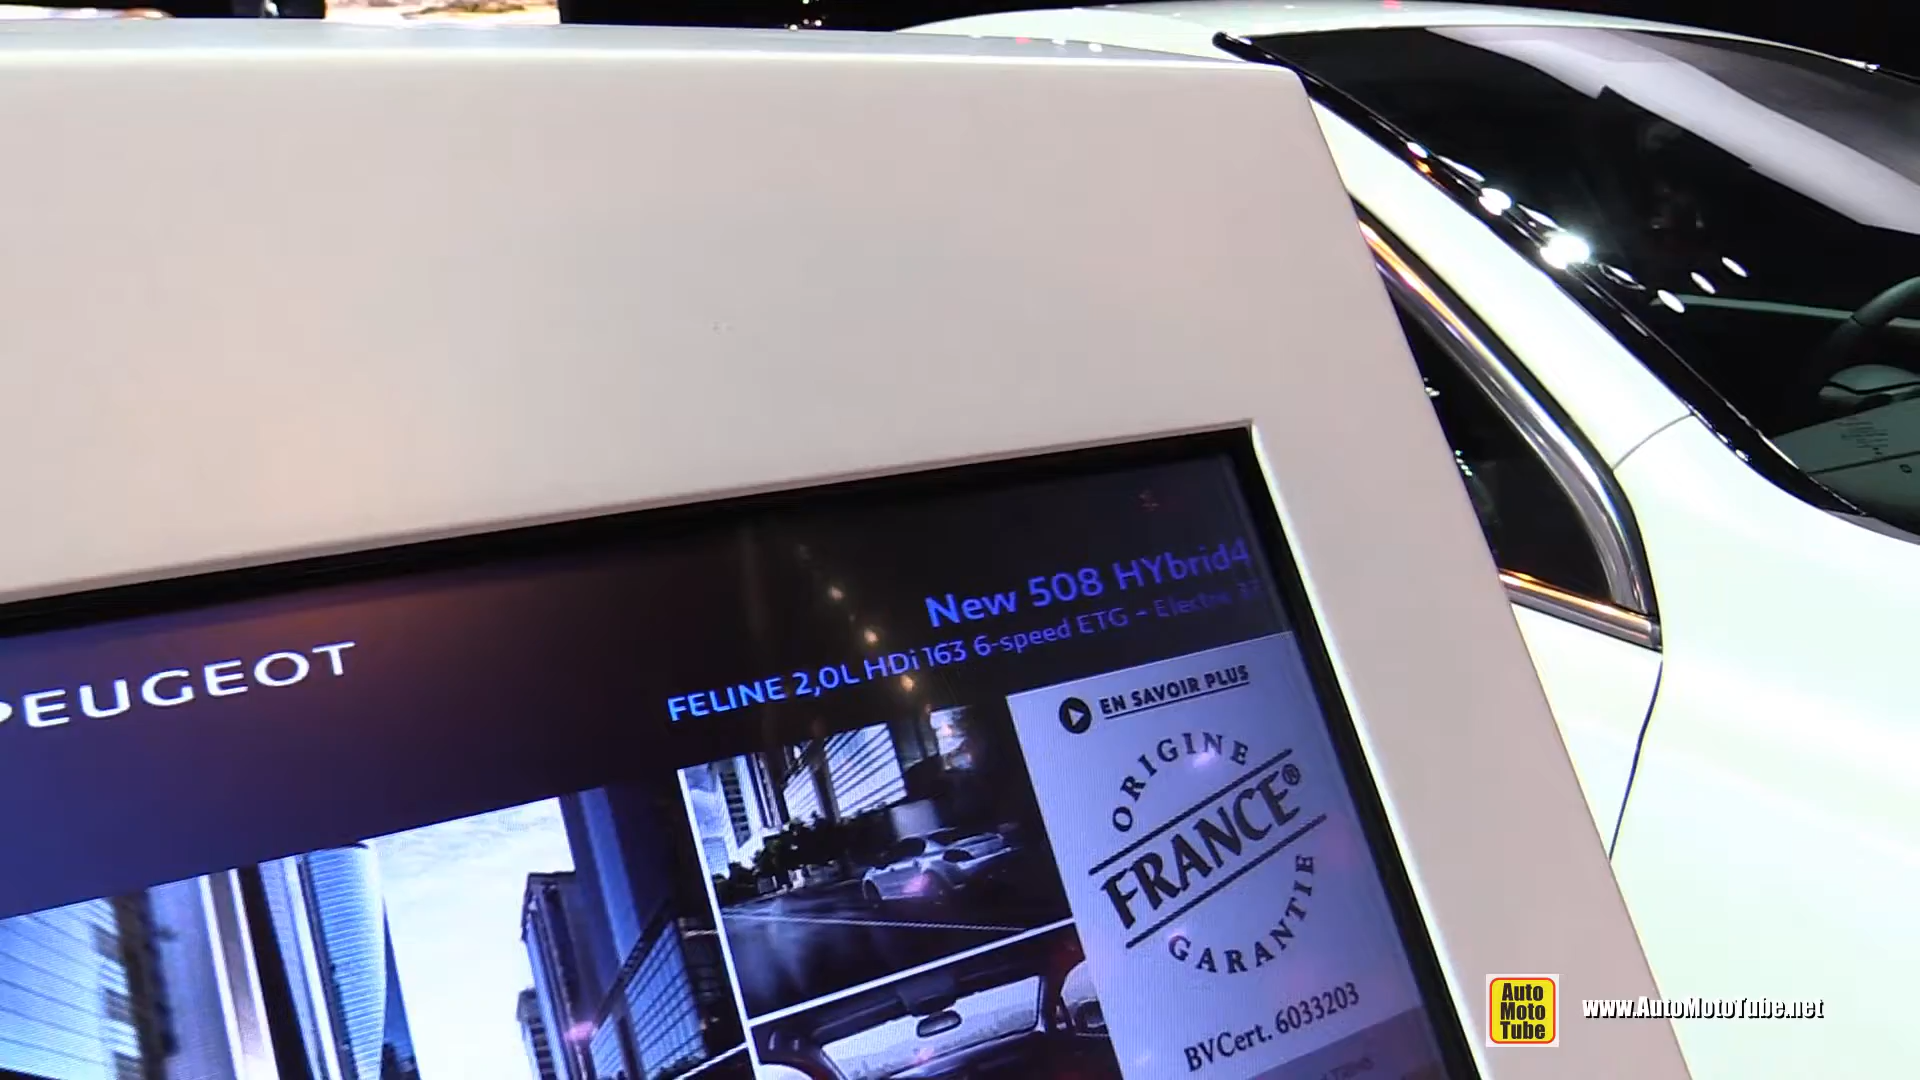 PEUGEOT
New 508 HYbrid4
FELINE 2,0L HDi 163 6-speed ETG - Electric
EN SAVOIR PLUS
ORIGINE
FRANCE®
GARANTIE
BVCert. 6033203
Auto
Moto
Tube
www.AutoMotoTube.net